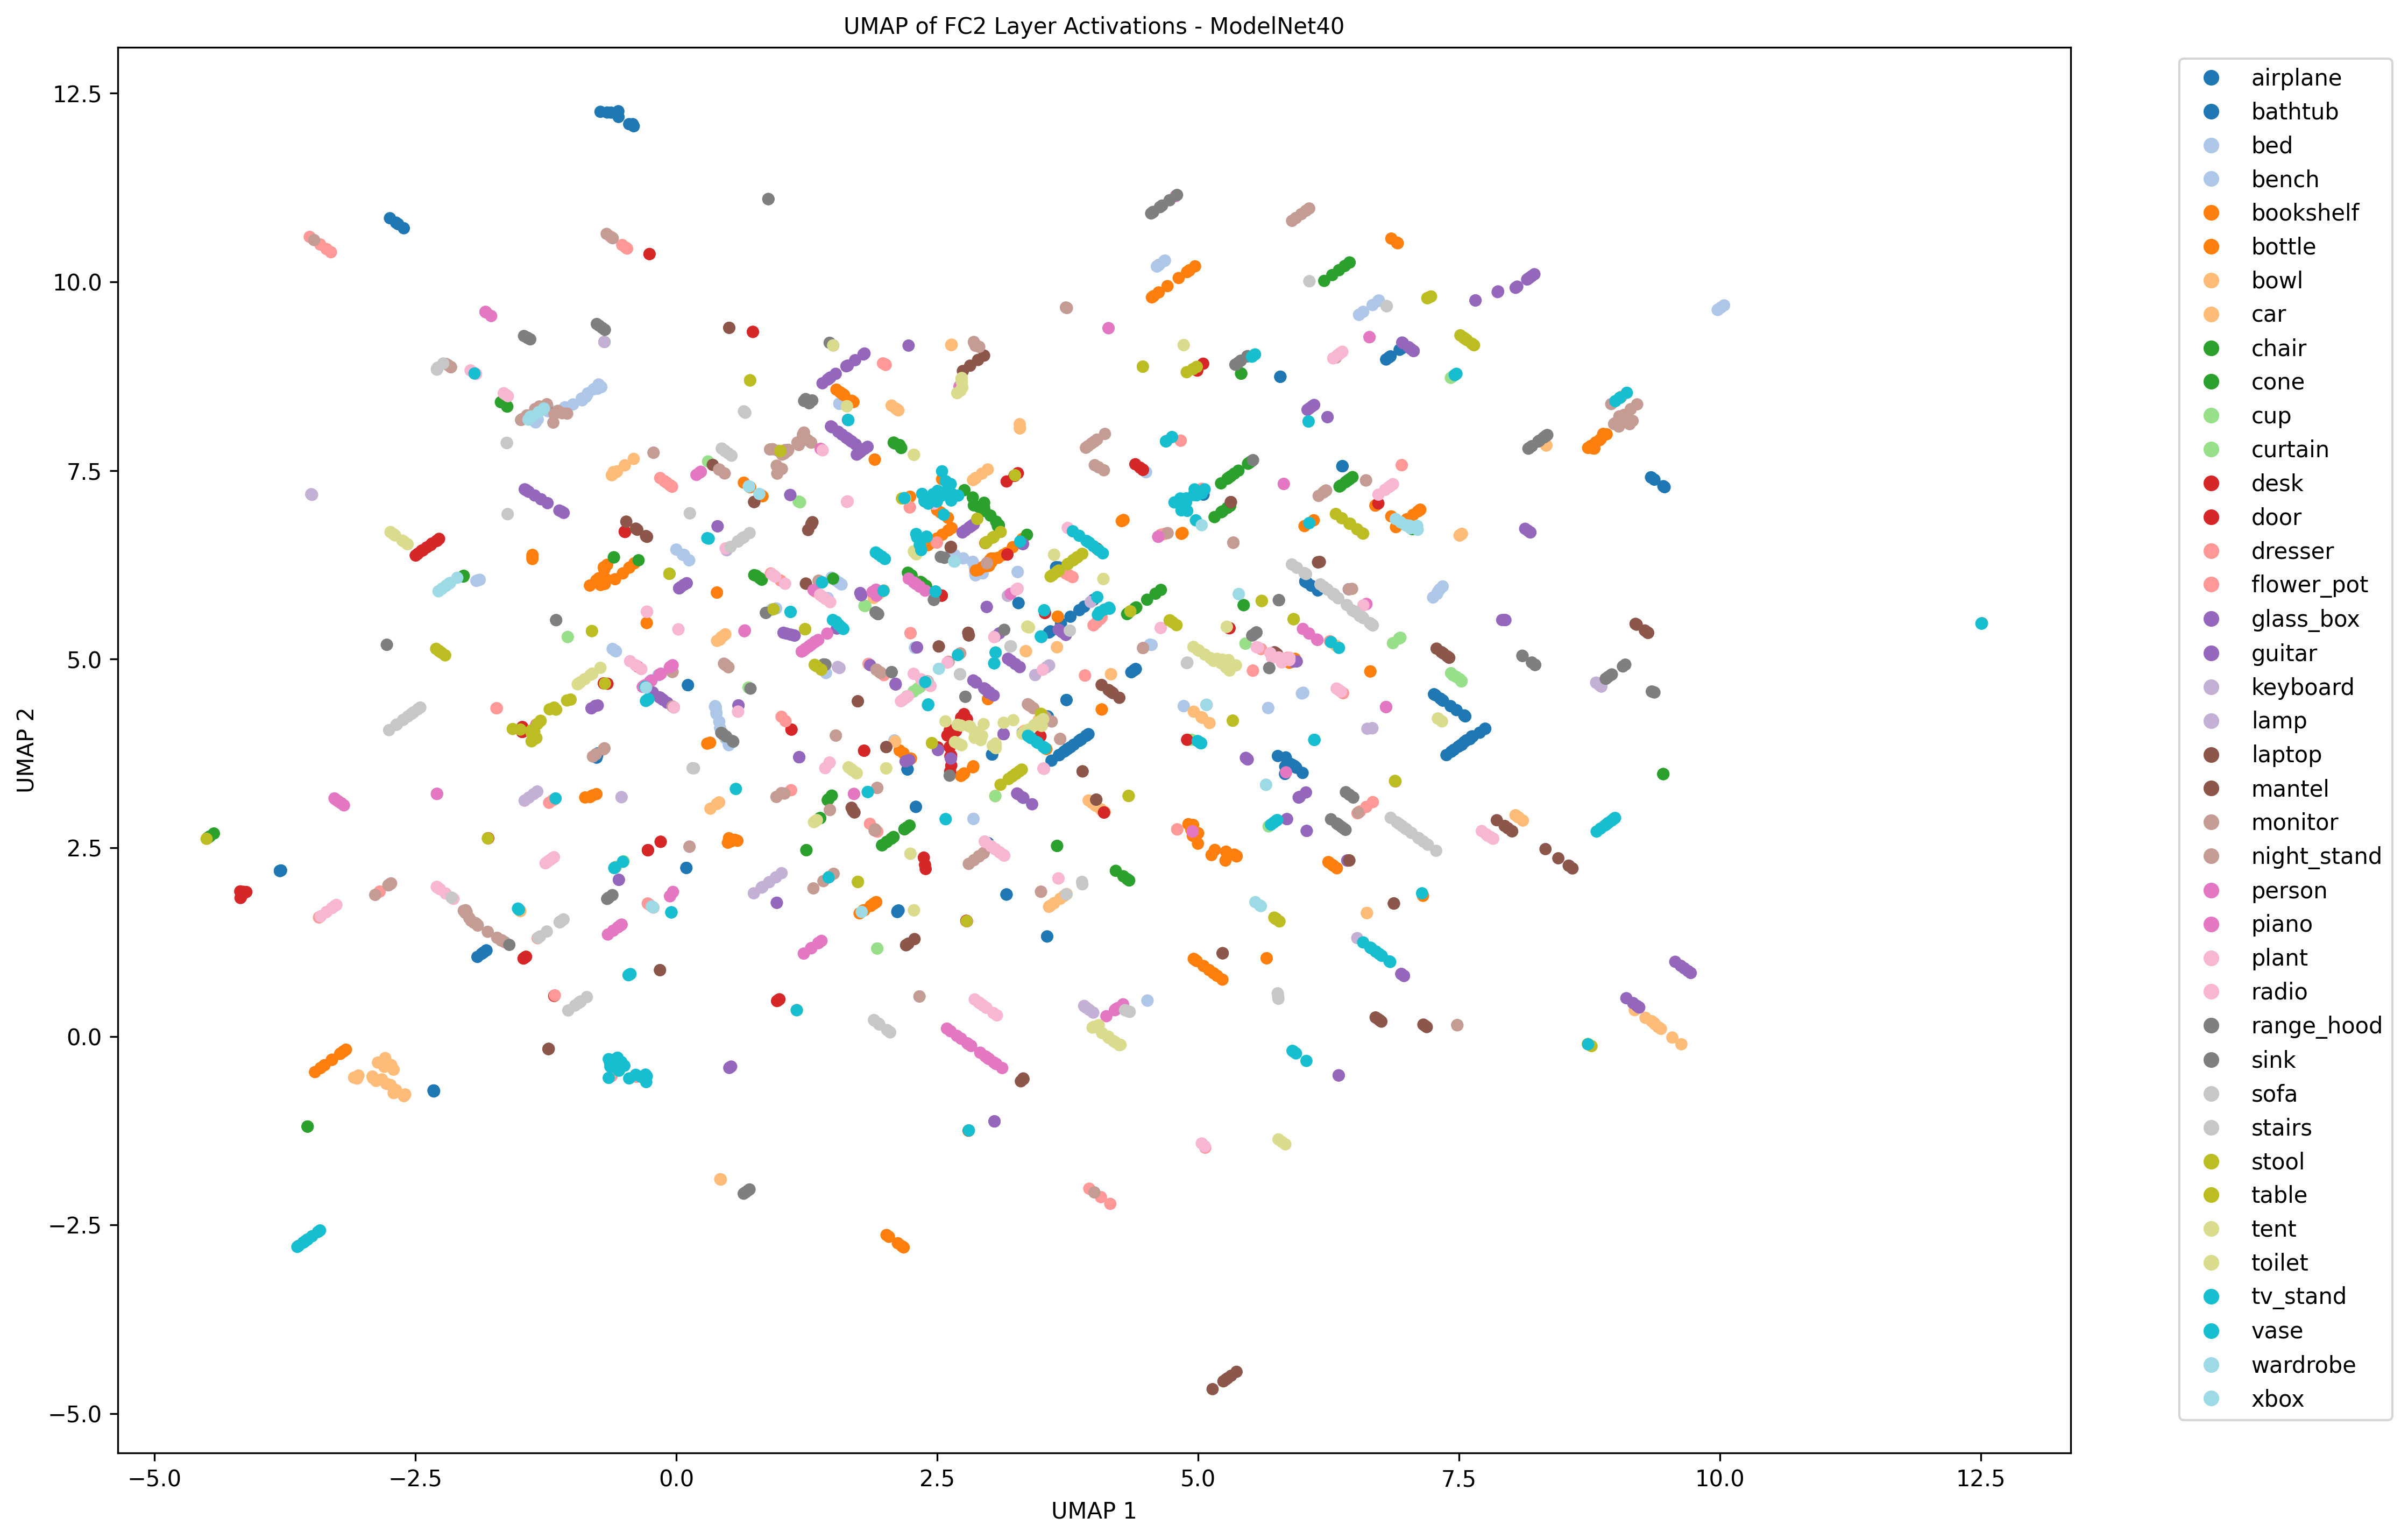 UMAP of FC2 Layer Activations - ModelNet40
12.5
10.0
7.5
5.0
2.5
0.0
−2.5
−5.0
UMAP 2
−5.0
−2.5
0.0
2.5
5.0
7.5
10.0
12.5
UMAP 1
airplane
bathtub
bed
bench
bookshelf
bottle
bowl
car
chair
cone
cup
curtain
desk
door
dresser
flower_pot
glass_box
guitar
keyboard
lamp
laptop
mantel
monitor
night_stand
person
piano
plant
radio
range_hood
sink
sofa
stairs
stool
table
tent
toilet
tv_stand
vase
wardrobe
xbox